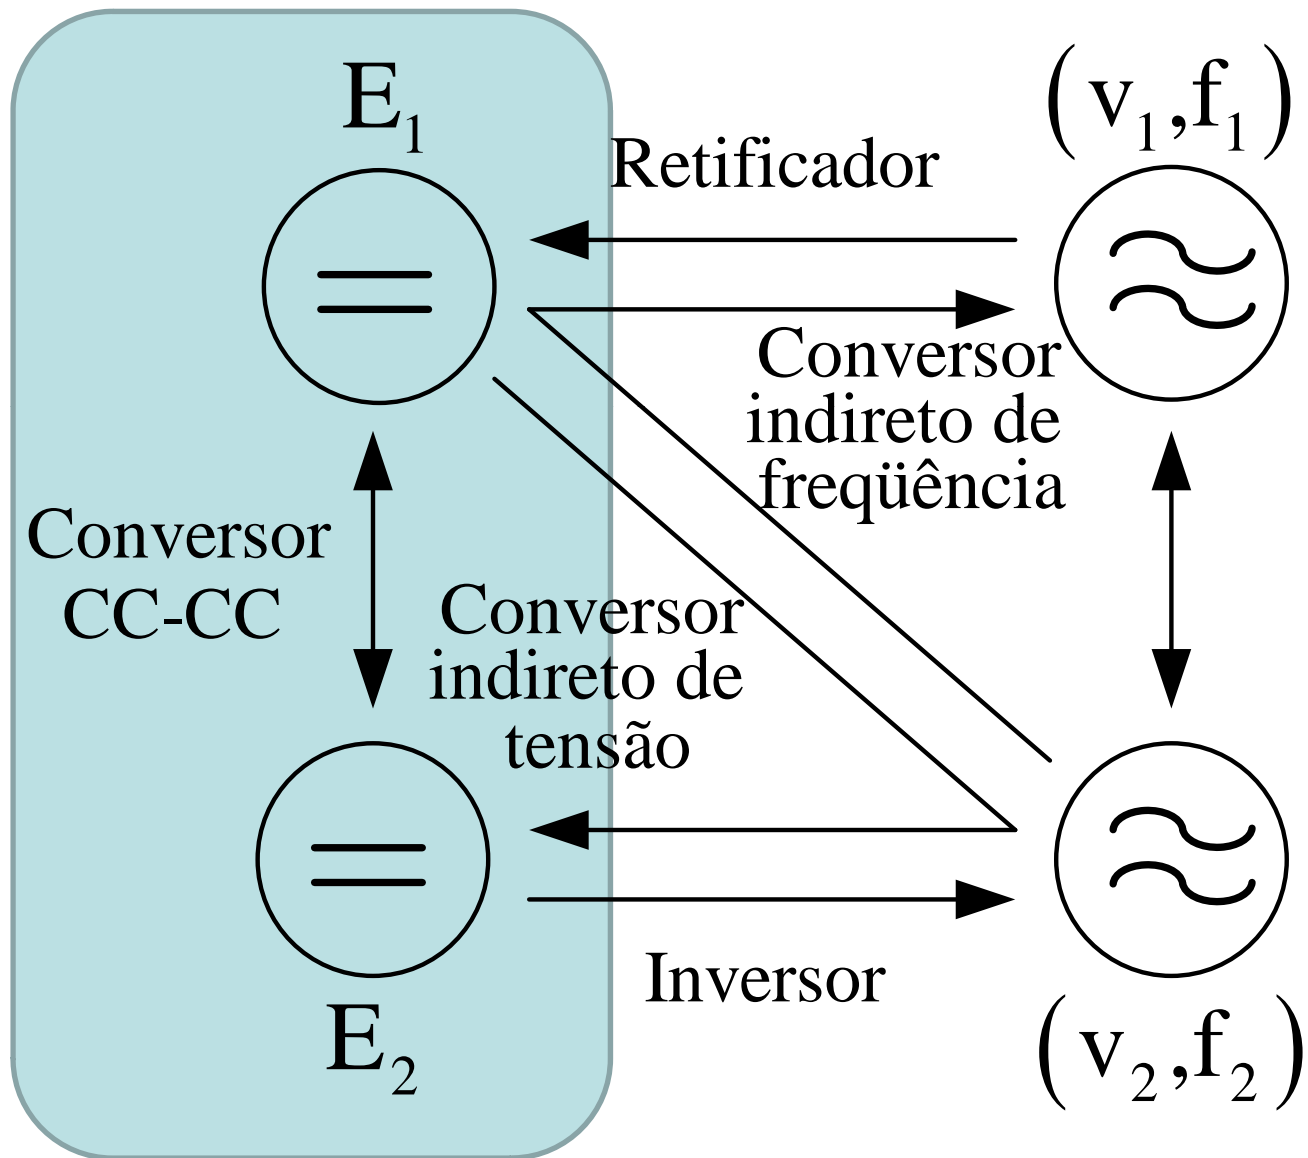 E₁
(v₁,f₁)
Retificador
Conversor
indireto de
freqüência
Conversor
CC-CC
Conversor
indireto de
tensão
Inversor
E₂
(v₂,f₂)